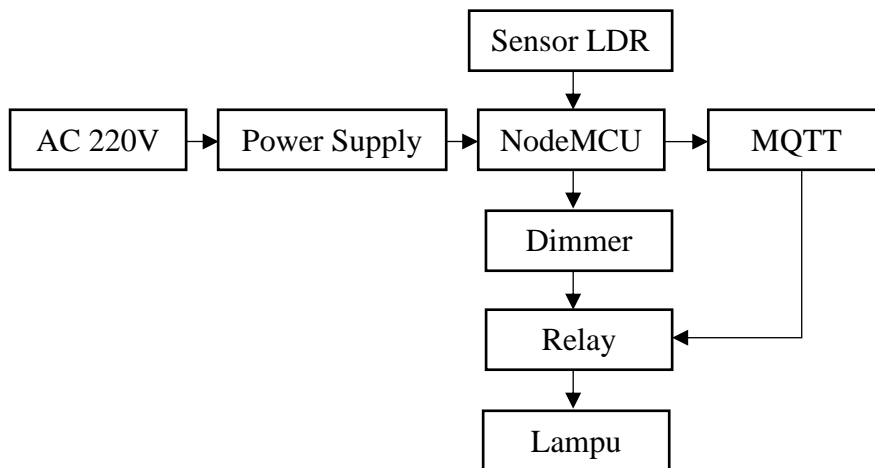 Sensor LDR
AC 220V
Power Supply
NodeMCU
MQTT
Dimmer
Relay
Lampu